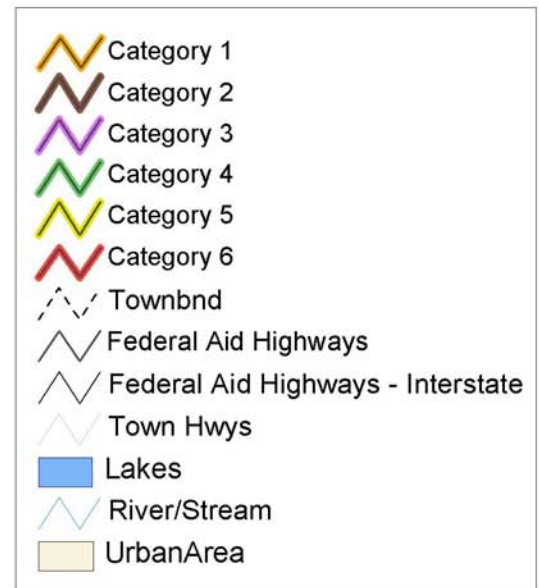 Category 1
Category 2
Category 3
Category 4
Category 5
Category 6
Townbnd
Federal Aid Highways
Federal Aid Highways - Interstate
Town Hwys
Lakes
River/Stream
UrbanArea